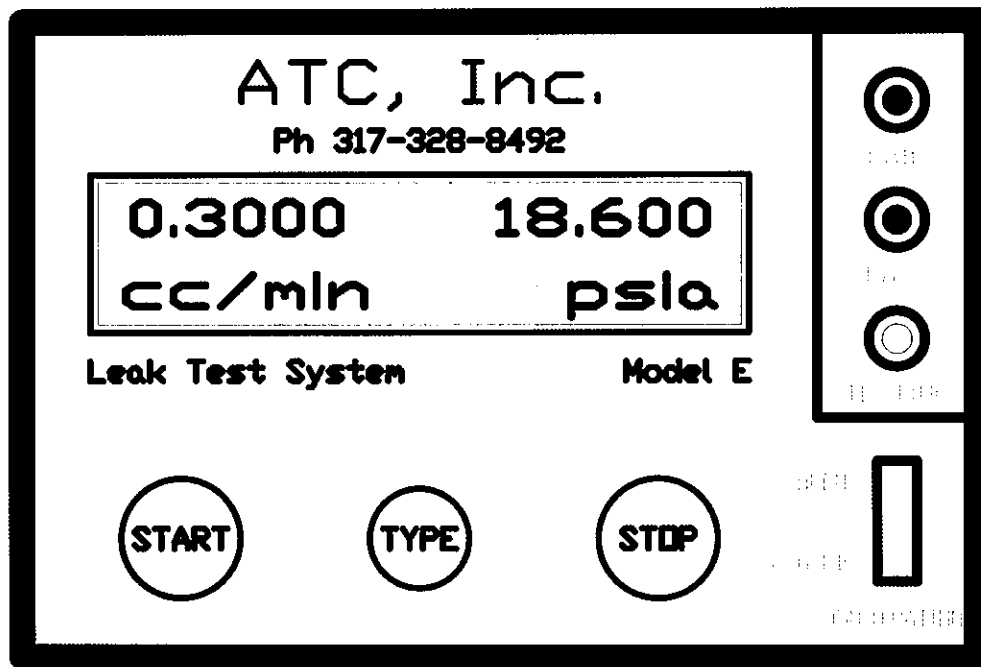 ATC, Inc.
Ph 317-328-8492
0.3000 18.600
cc/min psia
Leak Test System Model E
START TYPE STOP